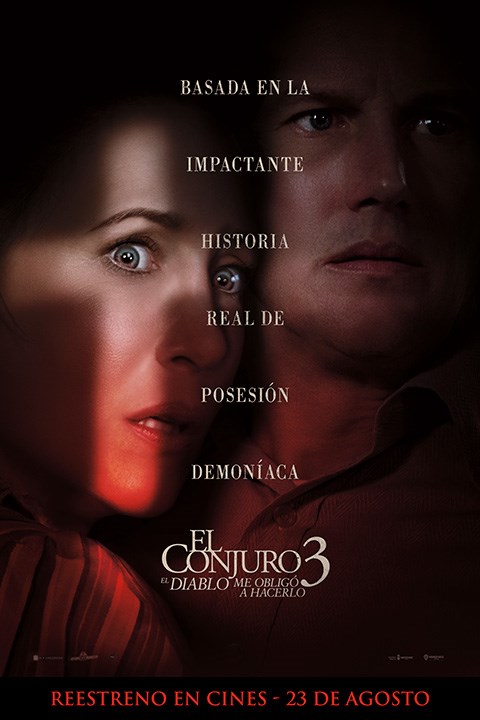 BASADA EN LA
IMPACTANTE
HISTORIA
REAL DE
POSESIÓN
DEMONÍACA
EL
CONJURO 3
EL DIABLO ME OBLIGÓ
A HACERLO
REESTRENO EN CINES - 23 DE AGOSTO